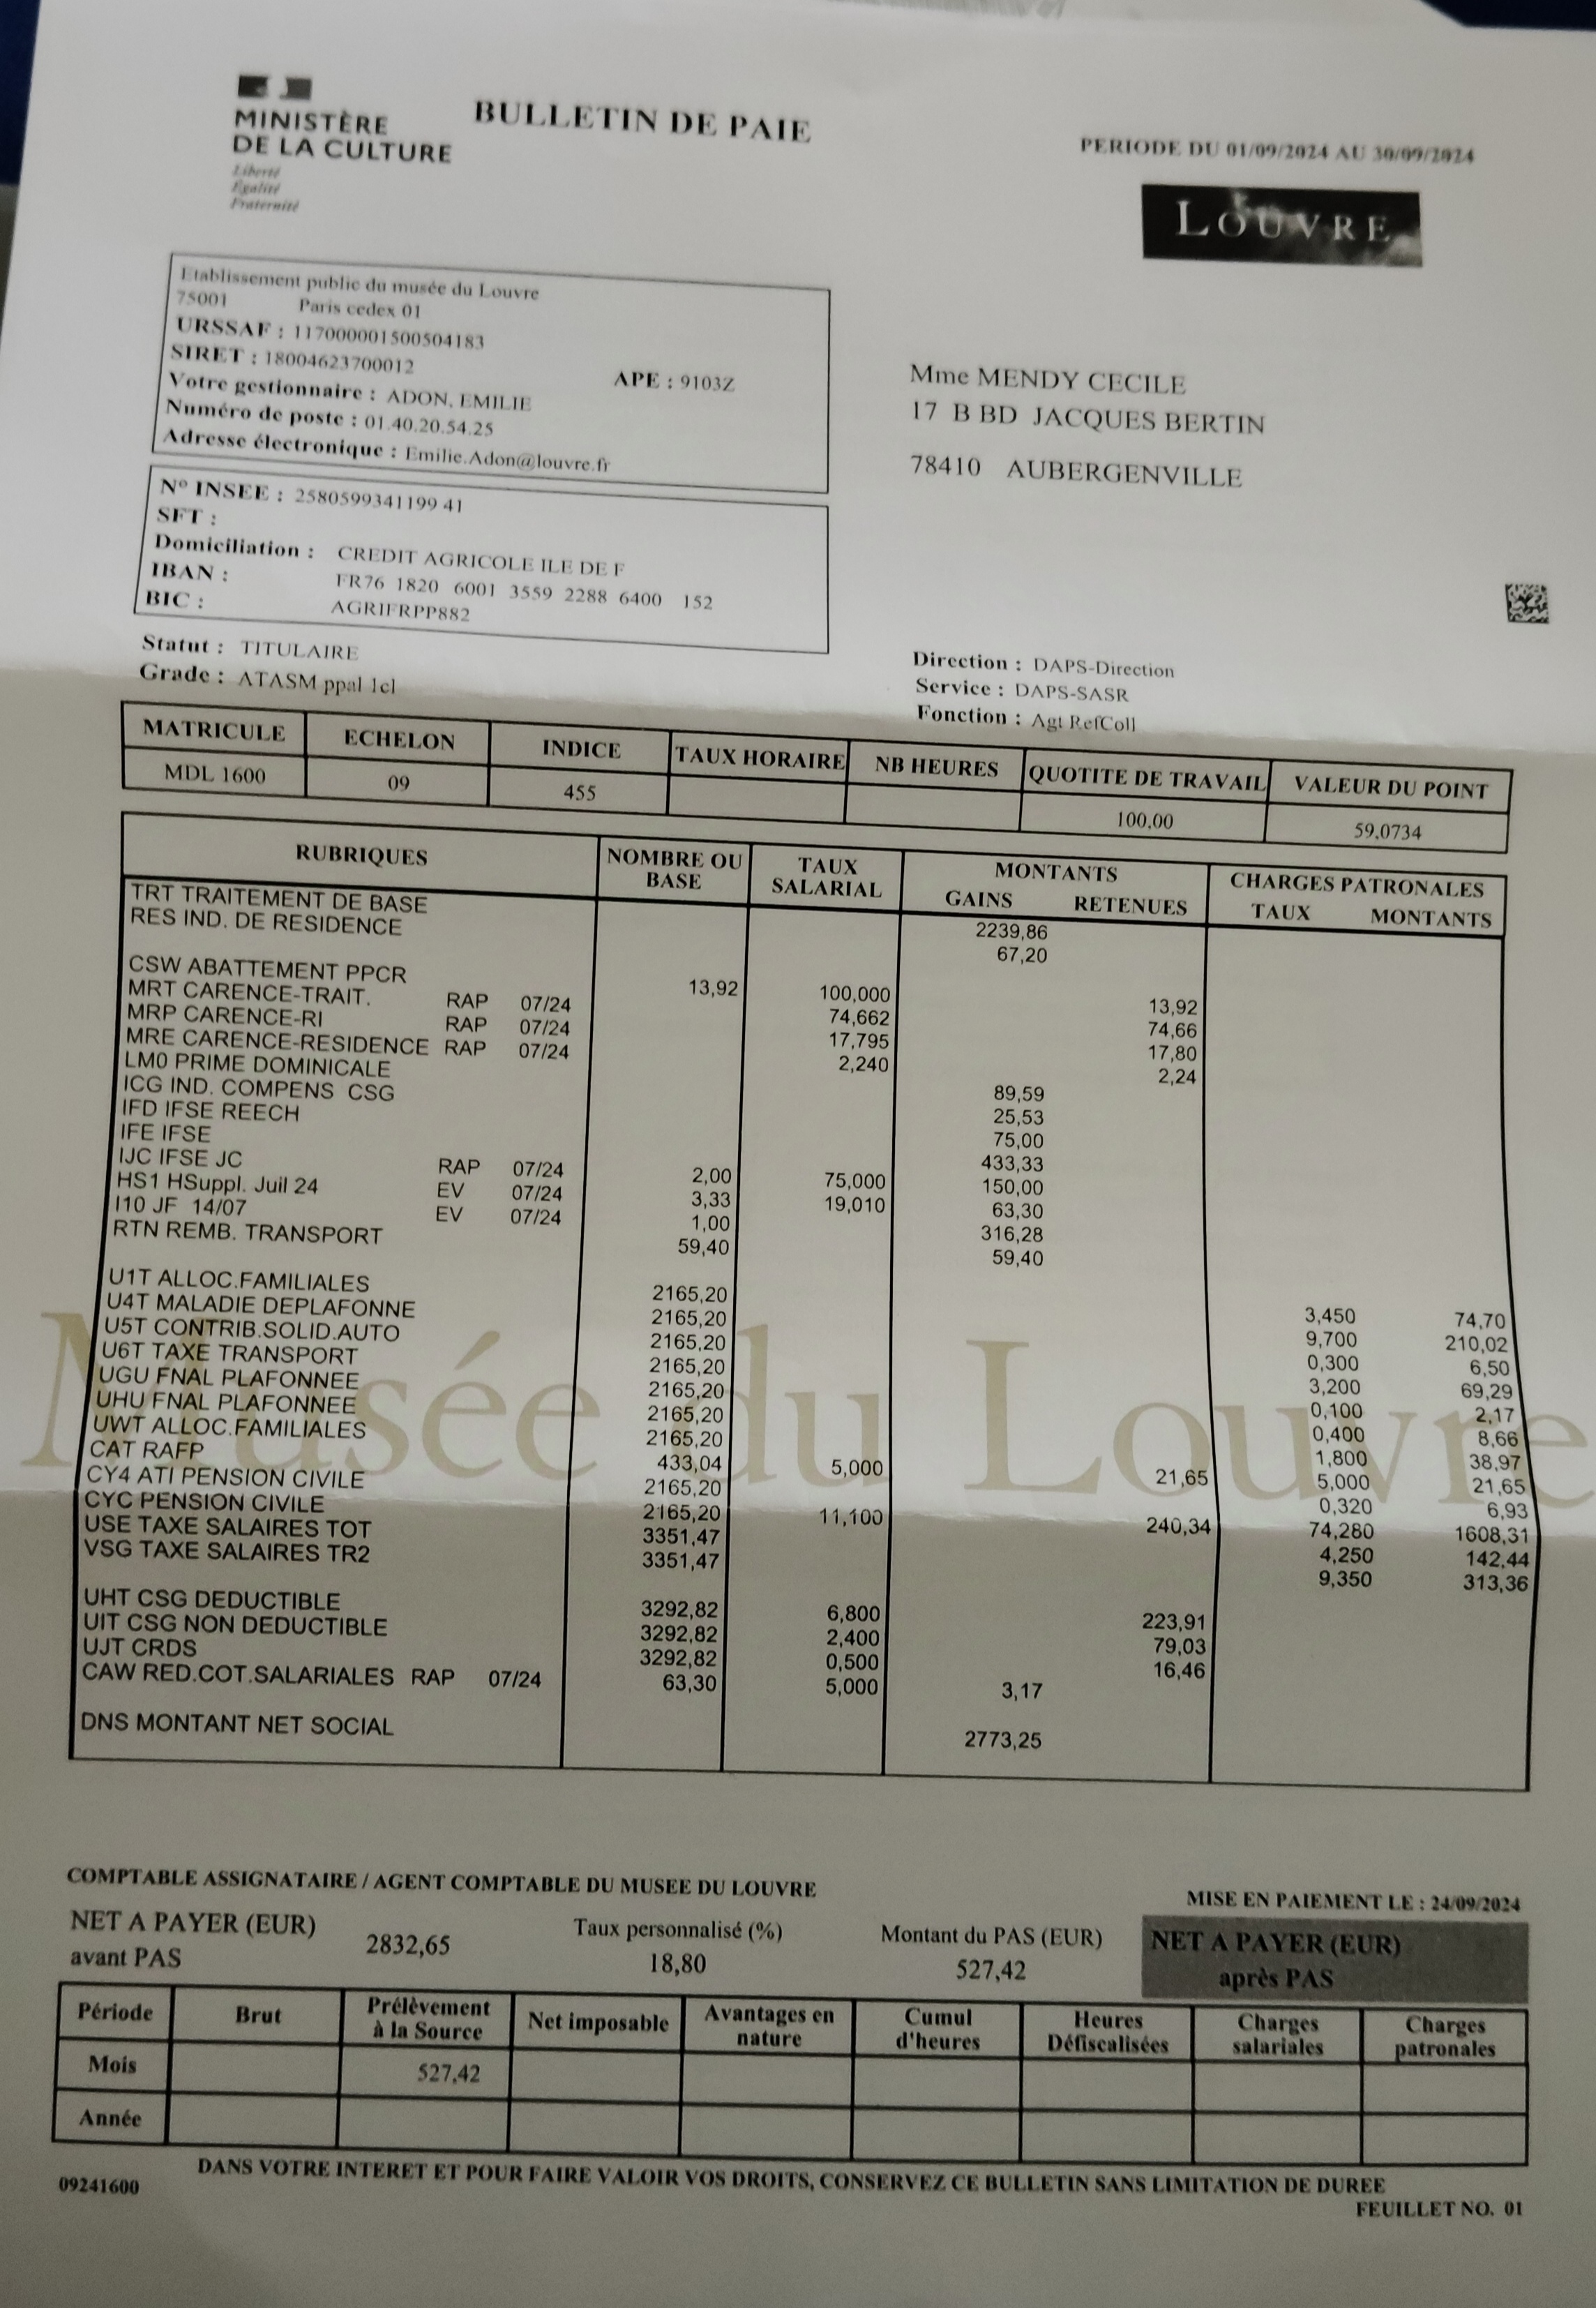 MINISTÈRE
DE LA CULTURE
Liberté
Égalité
Fraternité
BULLETIN DE PAIE
PERIODE DU 01/09/2024 AU 30/09/2024
LOUVRE
Etablissement public du musée du Louvre
75001 Paris cedex 01
URSSAF : 117000001500504183
SIRET : 18004623700012
APE : 9103Z
Votre gestionnaire : ADON, EMILIE
Numéro de poste : 01.40.20.54.25
Adresse électronique : Emilie.Adon@louvre.fr
Mme MENDY CECILE
17 B BD JACQUES BERTIN
78410 AUBERGENVILLE
N° INSEE : 2580599341199 41
SFT :
Domiciliation : CREDIT AGRICOLE ILE DE F
IBAN : FR76 1820 6001 3559 2288 6400 152
BIC : AGRIFRPP882
Statut : TITULAIRE
Grade : ATASM ppal 1cl
Direction : DAPS-Direction
Service : DAPS-SASR
Fonction : Agt RefColl
MATRICULE ECHELON INDICE TAUX HORAIRE NB HEURES QUOTITE DE TRAVAIL VALEUR DU POINT
MDL 1600 09 455 100,00 59,0734
RUBRIQUES NOMBRE OU BASE TAUX SALARIAL MONTANTS GAINS RETENUES CHARGES PATRONALES TAUX MONTANTS
TRT TRAITEMENT DE BASE 2239,86
RES IND. DE RESIDENCE 67,20
CSW ABATTEMENT PPCR 13,92 100,000 13,92
MRT CARENCE-TRAIT. RAP 07/24 74,662 74,66
MRP CARENCE-RI RAP 07/24 17,795 17,80
MRE CARENCE-RESIDENCE RAP 07/24 2,240 2,24
LM0 PRIME DOMINICALE 89,59
ICG IND. COMPENS CSG 25,53
IFD IFSE REECH 75,00
IFE IFSE 433,33
IJC IFSE JC RAP 07/24 2,00 75,000 150,00
HS1 HSuppl. Juil 24 EV 07/24 3,33 19,010 63,30
I10 JF 14/07 EV 07/24 1,00 316,28
RTN REMB. TRANSPORT 59,40 59,40
U1T ALLOC.FAMILIALES 2165,20 3,450 74,70
U4T MALADIE DEPLAFONNE 2165,20 9,700 210,02
U5T CONTRIB.SOLID.AUTO 2165,20 0,300 6,50
U6T TAXE TRANSPORT 2165,20 3,200 69,29
UGU FNAL PLAFONNEE 2165,20 0,100 2,17
UHU FNAL PLAFONNEE 2165,20 0,400 8,66
UWT ALLOC.FAMILIALES 2165,20 1,800 38,97
CAT RAFP 433,04 5,000 21,65 5,000 21,65
CY4 ATI PENSION CIVILE 2165,20 0,320 6,93
CYC PENSION CIVILE 2165,20 11,100 240,34 74,280 1608,31
USE TAXE SALAIRES TOT 3351,47 4,250 142,44
VSG TAXE SALAIRES TR2 3351,47 9,350 313,36
UHT CSG DEDUCTIBLE 3292,82 6,800 223,91
UIT CSG NON DEDUCTIBLE 3292,82 2,400 79,03
UJT CRDS 3292,82 0,500 16,46
CAW RED.COT.SALARIALES RAP 07/24 63,30 5,000 3,17
DNS MONTANT NET SOCIAL 2773,25
Musée du Louvre
COMPTABLE ASSIGNATAIRE / AGENT COMPTABLE DU MUSEE DU LOUVRE
MISE EN PAIEMENT LE : 24/09/2024
NET A PAYER (EUR) avant PAS 2832,65
Taux personnalisé (%) 18,80
Montant du PAS (EUR) 527,42
NET A PAYER (EUR) après PAS
Période Brut Prélèvement à la Source Net imposable Avantages en nature Cumul d'heures Heures Défiscalisées Charges salariales Charges patronales
Mois 527,42
Année
DANS VOTRE INTERET ET POUR FAIRE VALOIR VOS DROITS, CONSERVEZ CE BULLETIN SANS LIMITATION DE DUREE
09241600
FEUILLET NO. 01